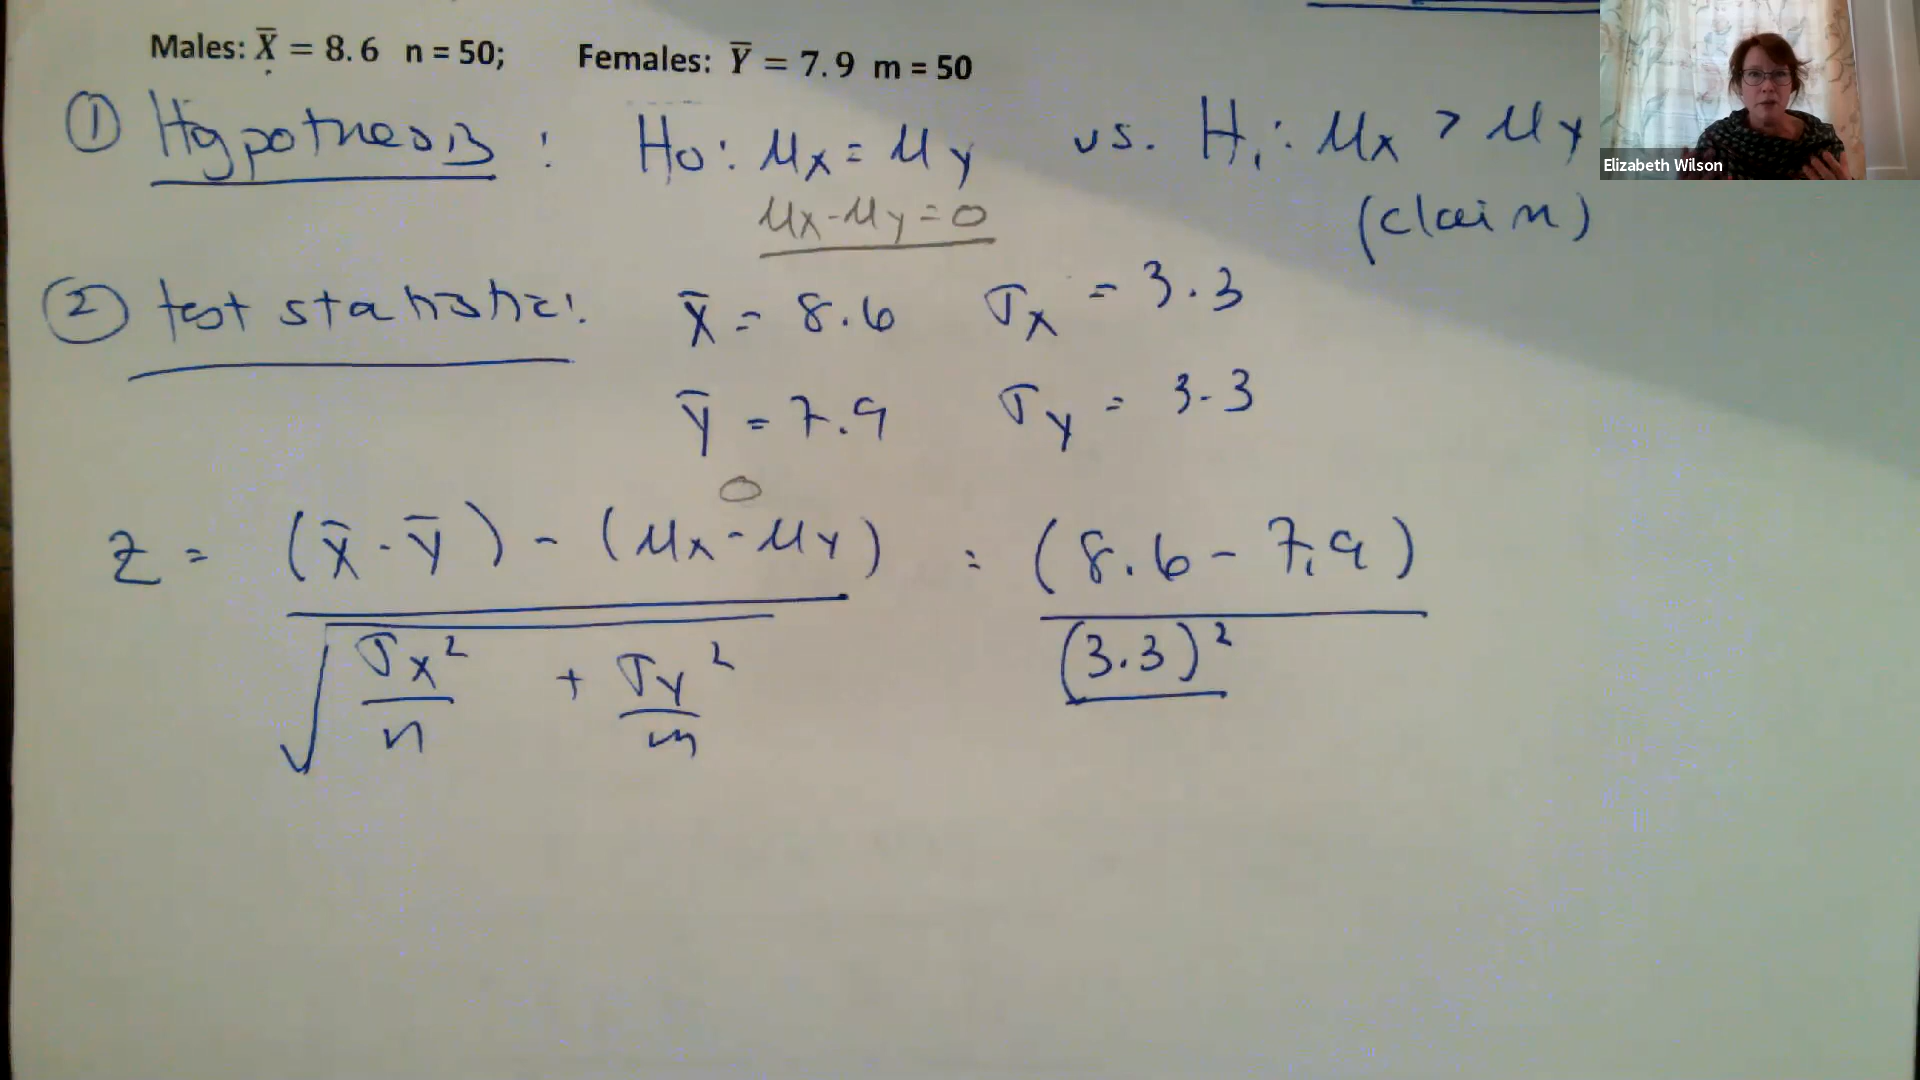 Males: X̅ = 8.6 n = 50; Females: Y̅ = 7.9 m = 50
① Hypothesis : H₀: μx = μy vs. H₁: μx > μy
Elizabeth Wilson
μx - μy = 0
(claim)
② test statistic: x̅ = 8.6 σx = 3.3
y̅ = 7.9 σy = 3.3
0
z = (x̅ - y̅) - (μx - μy) = (8.6 - 7.9)
√ σx² + σy² (3.3)²
n m